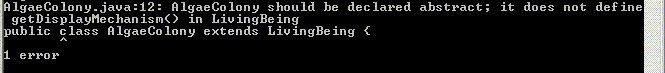 AlgaeColony.java:12: AlgaeColony should be declared abstract; it does not define
getDisplayMechanism() in LivingBeing
public class AlgaeColony extends LivingBeing {
^
1 error